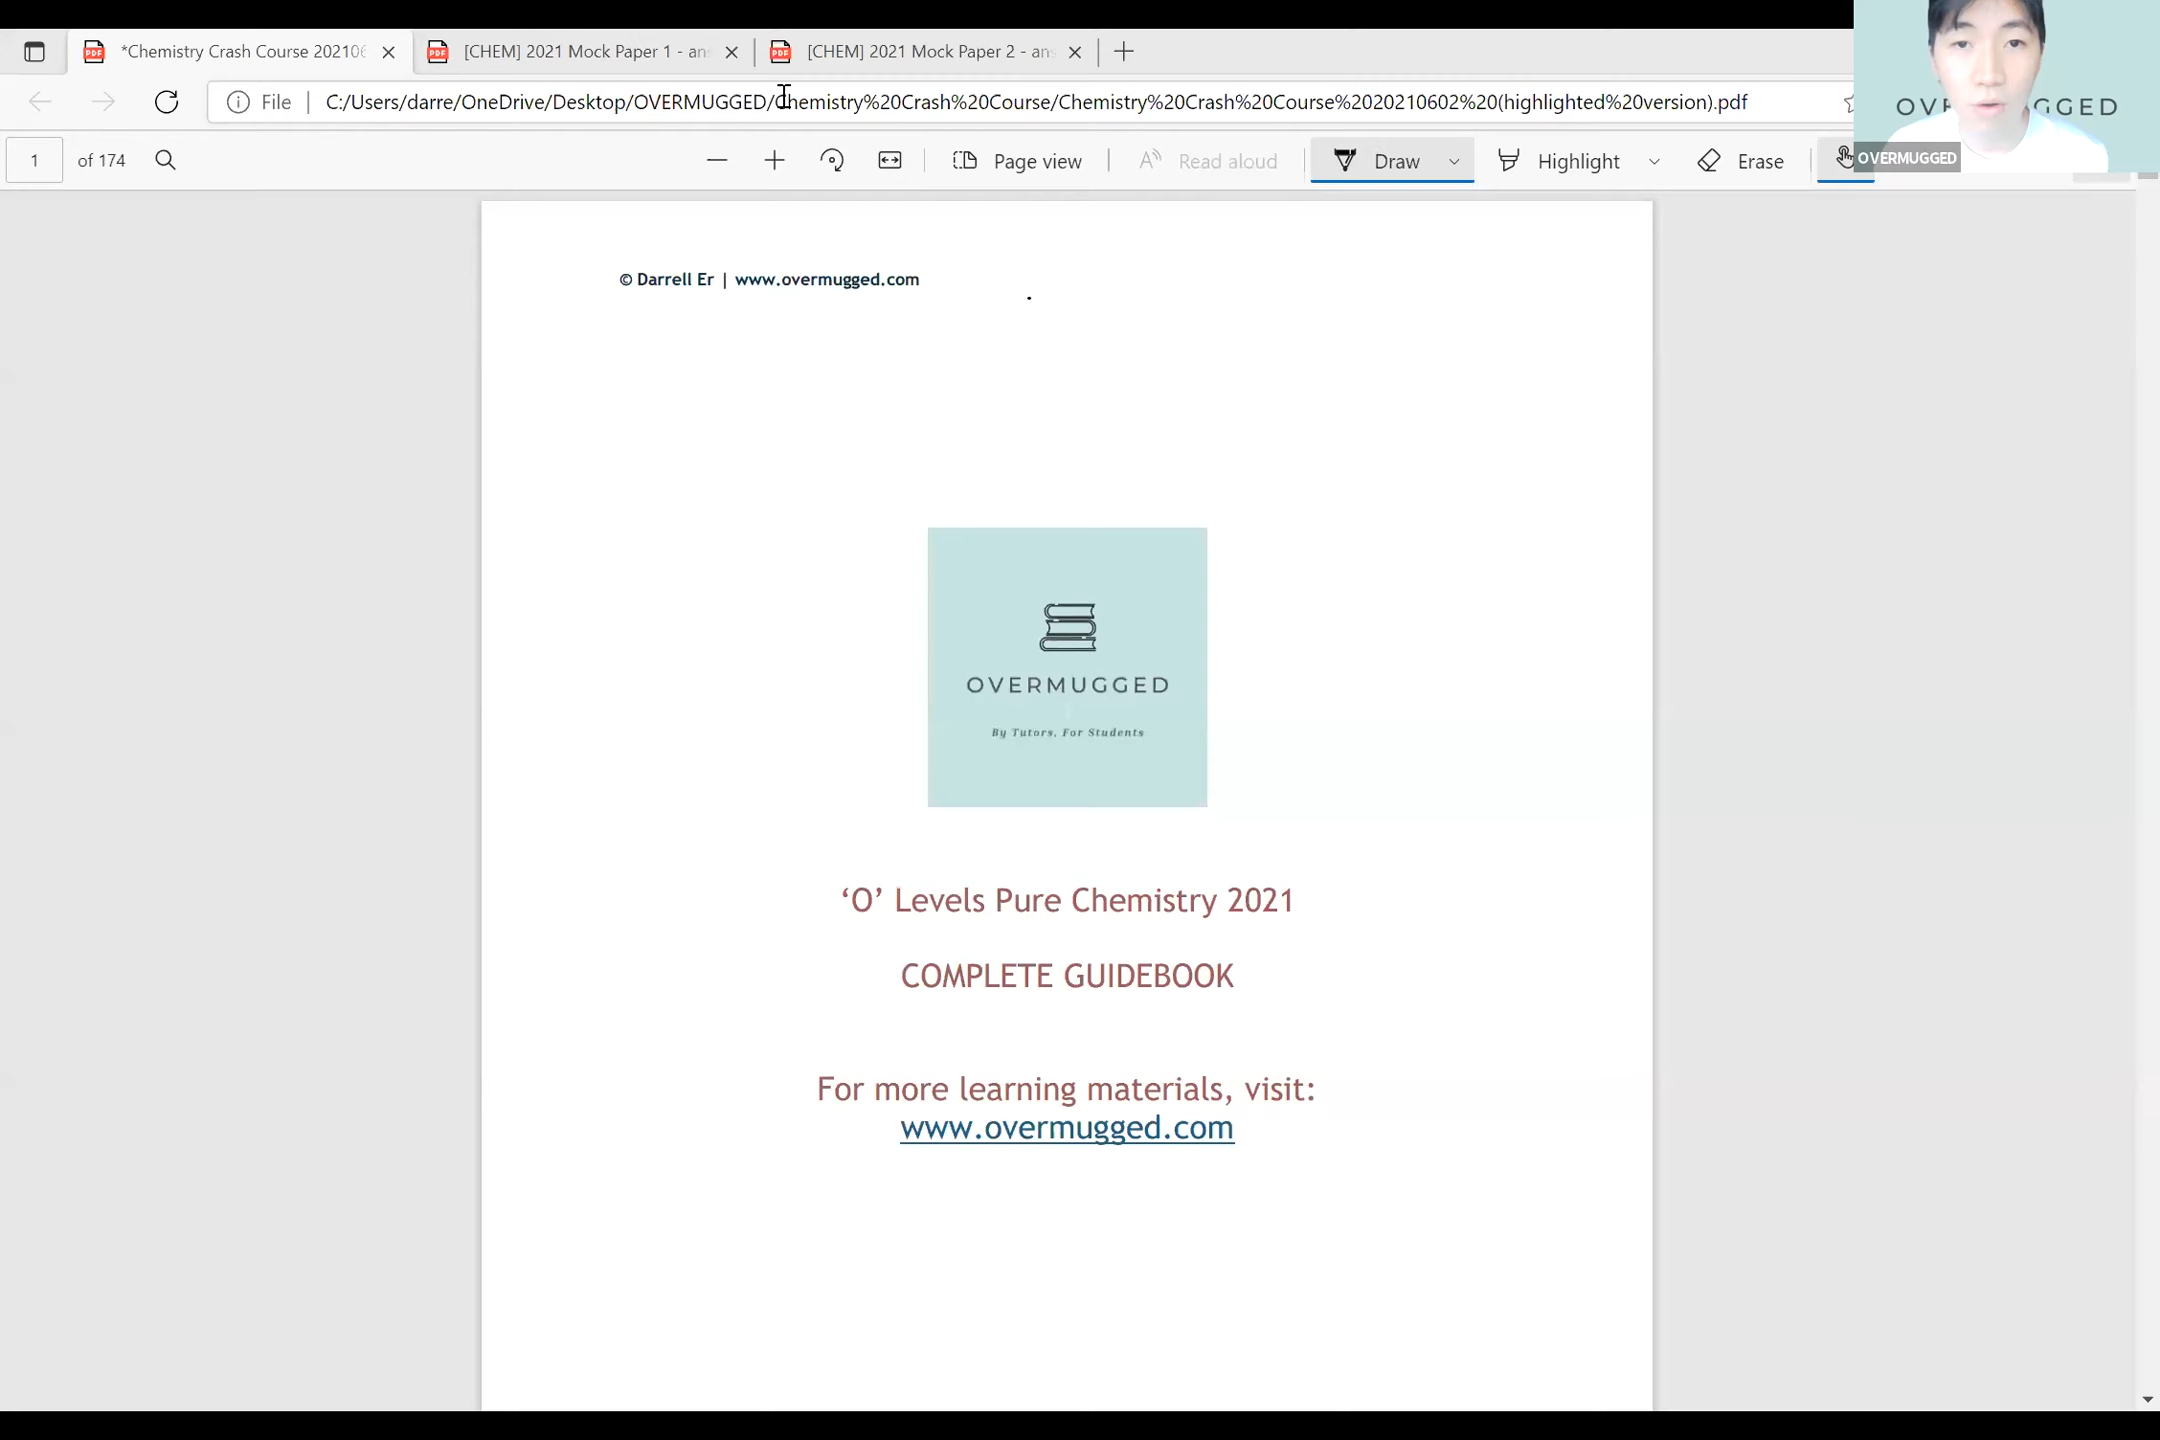 *Chemistry Crash Course 202106
[CHEM] 2021 Mock Paper 1 - ans
[CHEM] 2021 Mock Paper 2 - ans
File
C:/Users/darre/OneDrive/Desktop/OVERMUGGED/Chemistry%20Crash%20Course/Chemistry%20Crash%20Course%2020210602%20(highlighted%20version).pdf
1 of 174
Page view
Read aloud
Draw
Highlight
Erase
OVERMUGGED
© Darrell Er | www.overmugged.com
OVERMUGGED
By Tutors, For Students
‘O’ Levels Pure Chemistry 2021
COMPLETE GUIDEBOOK
For more learning materials, visit:
www.overmugged.com